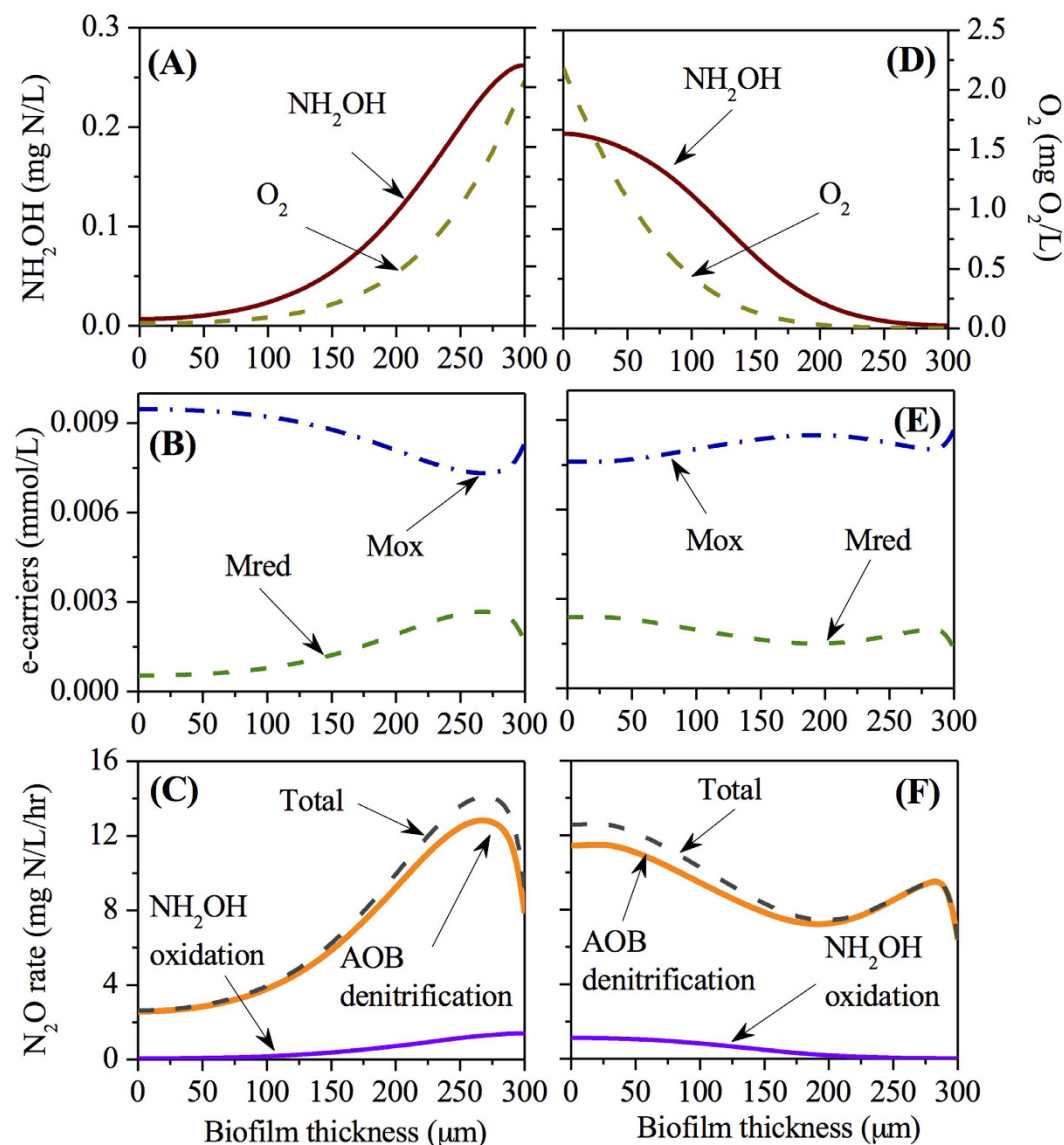 (A)
NH₂OH (mg N/L)
0.3
0.2
0.1
0.0
NH₂OH
O₂
0 50 100 150 200 250 300
(D)
NH₂OH
O₂
O₂ (mg O₂/L)
2.5
2.0
1.5
1.0
0.5
0.0
0 50 100 150 200 250 300
(B)
e-carriers (mmol/L)
0.009
0.006
0.003
0.000
Mox
Mred
0 50 100 150 200 250 300
(E)
Mox
Mred
0 50 100 150 200 250 300
(C)
N₂O rate (mg N/L/hr)
16
12
8
4
0
Total
NH₂OH
oxidation
AOB
denitrification
0 50 100 150 200 250 300
Biofilm thickness (μm)
(F)
Total
AOB
denitrification
NH₂OH
oxidation
0 50 100 150 200 250 300
Biofilm thickness (μm)